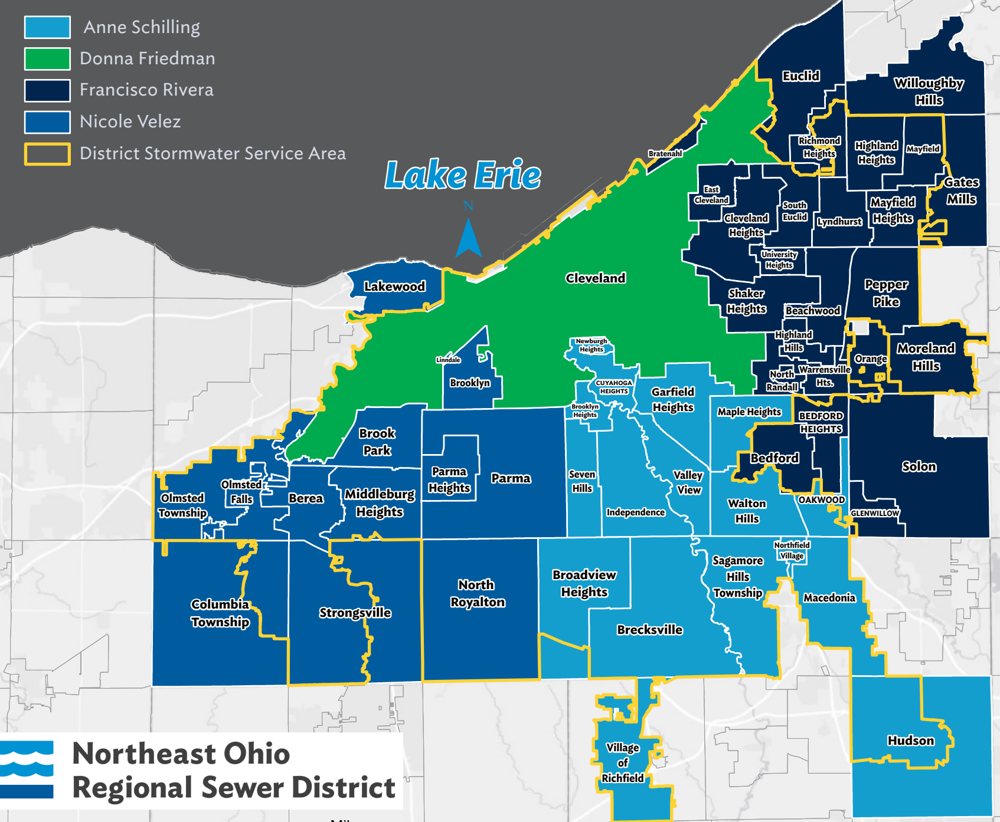 Anne Schilling
Donna Friedman
Francisco Rivera
Nicole Velez
District Stormwater Service Area
Lake Erie
N
Euclid
Willoughby
Hills
Richmond
Heights
Highland
Heights
Mayfield
Bratenahl
Gates
Mills
East
Cleveland
South
Euclid
Mayfield
Heights
Cleveland
Heights
Lyndhurst
University
Heights
Cleveland
Lakewood
Pepper
Pike
Shaker
Heights
Beachwood
Highland
Hills
Newburgh
Heights
Moreland
Hills
Orange
Linndale
Brooklyn
Warrensville
Hts.
North
Randall
CUYAHOGA
HEIGHTS
Garfield
Heights
Brooklyn
Heights
Maple Heights
BEDFORD
HEIGHTS
Brook
Park
Bedford
Solon
Parma
Heights
Parma
Seven
Hills
Valley
View
Olmsted
Falls
Olmsted
Township
Berea
Middleburg
Heights
Independence
Walton
Hills
OAKWOOD
GLENWILLOW
Northfield
Village
Sagamore
Hills
Township
Broadview
Heights
North
Royalton
Macedonia
Columbia
Township
Strongsville
Brecksville
Village
of
Richfield
Hudson
Northeast Ohio
Regional Sewer District